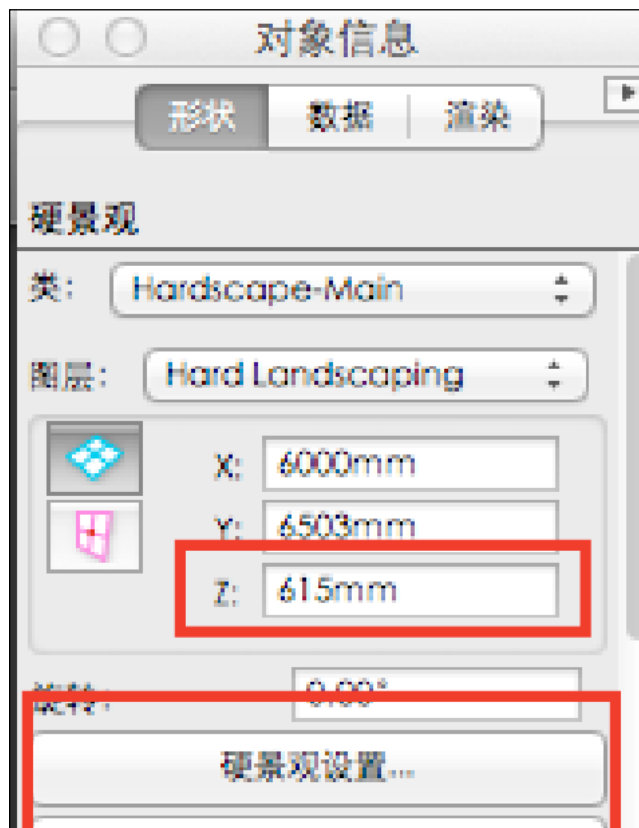 对象信息
形状 数据 渲染
硬景观
类: Hardscape-Main
图层: Hard Landscaping
X: 6000mm
Y: 6503mm
Z: 615mm
旋转: 0.00°
硬景观设置...